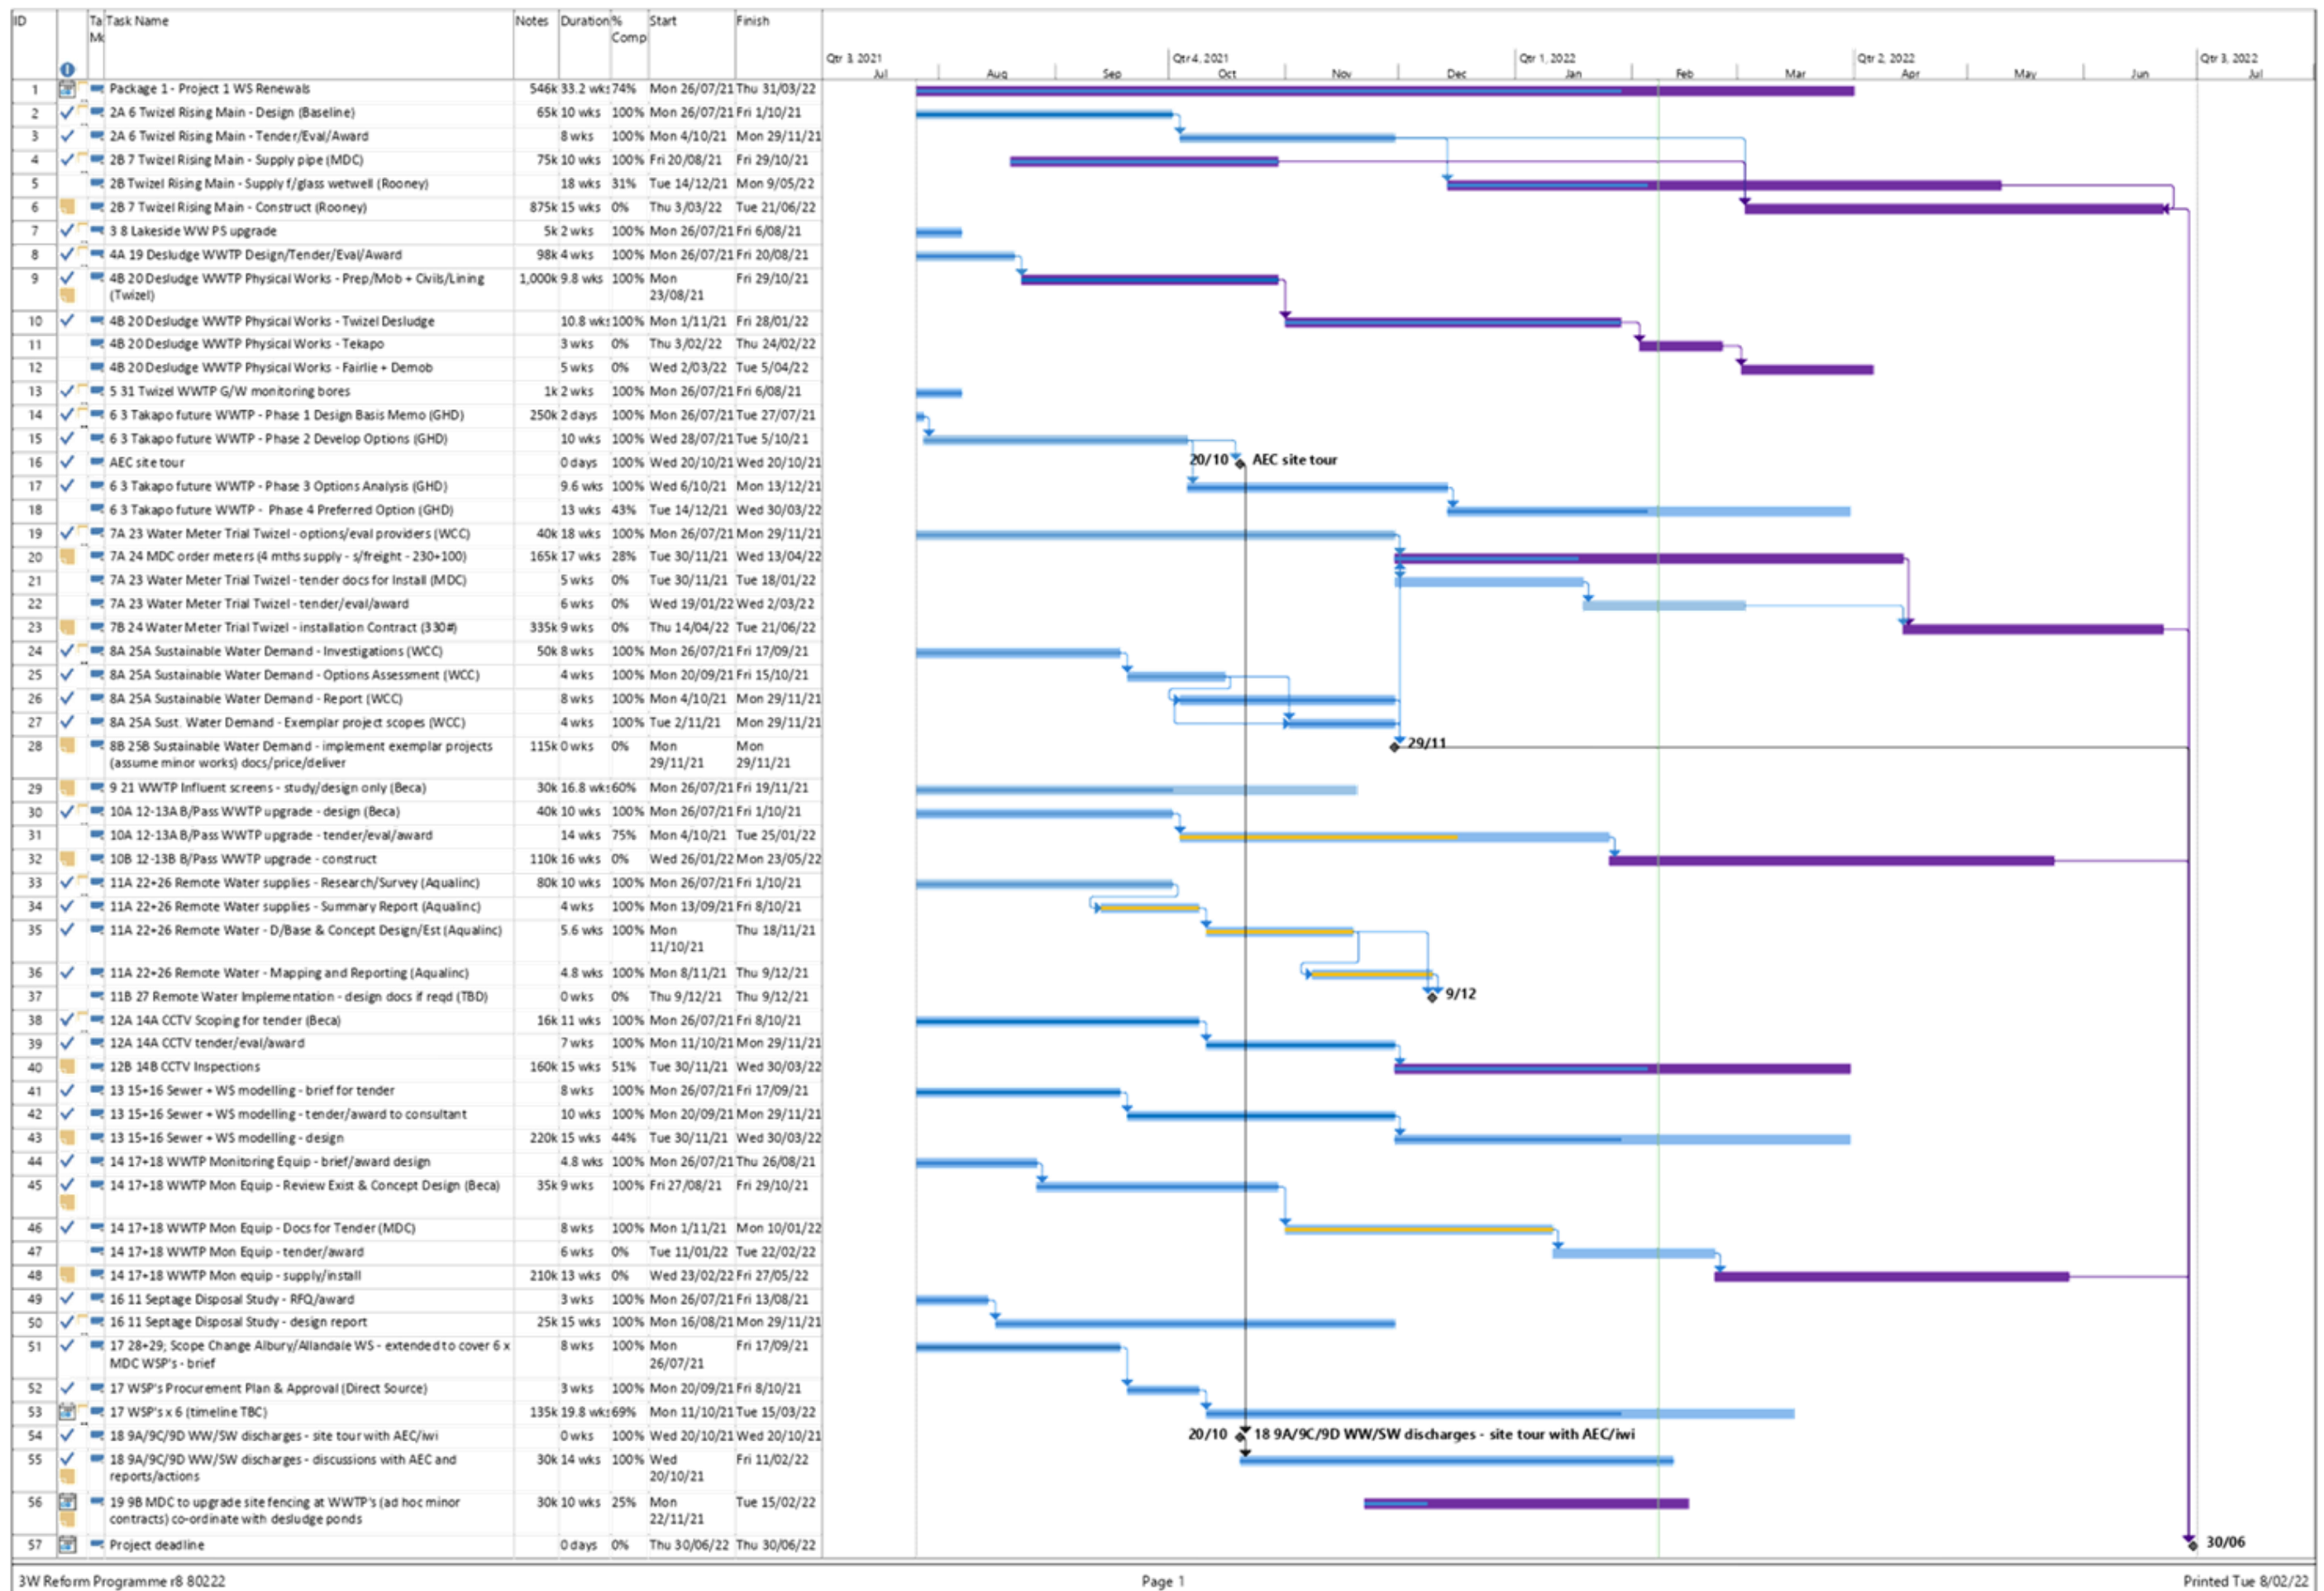 ID Ta Mo Task Name Notes Duration % Comp Start Finish
Qtr 3, 2021 Qtr 4, 2021 Qtr 1, 2022 Qtr 2, 2022 Qtr 3, 2022
Jul Aug Sep Oct Nov Dec Jan Feb Mar Apr May Jun Jul
1 Package 1 - Project 1 WS Renewals 546k 33.2 wks 74% Mon 26/07/21 Thu 31/03/22
2 2A 6 Twizel Rising Main - Design (Baseline) 65k 10 wks 100% Mon 26/07/21 Fri 1/10/21
3 2A 6 Twizel Rising Main - Tender/Eval/Award 8 wks 100% Mon 4/10/21 Mon 29/11/21
4 2B 7 Twizel Rising Main - Supply pipe (MDC) 75k 10 wks 100% Fri 20/08/21 Fri 29/10/21
5 2B Twizel Rising Main - Supply f/glass wetwell (Rooney) 18 wks 31% Tue 14/12/21 Mon 9/05/22
6 2B 7 Twizel Rising Main - Construct (Rooney) 875k 15 wks 0% Thu 3/03/22 Tue 21/06/22
7 3 8 Lakeside WW PS upgrade 5k 2 wks 100% Mon 26/07/21 Fri 6/08/21
8 4A 19 Desludge WWTP Design/Tender/Eval/Award 98k 4 wks 100% Mon 26/07/21 Fri 20/08/21
9 4B 20 Desludge WWTP Physical Works - Prep/Mob + Civils/Lining 1,000k 9.8 wks 100% Mon Fri 29/10/21
(Twizel) 23/08/21
10 4B 20 Desludge WWTP Physical Works - Twizel Desludge 10.8 wks 100% Mon 1/11/21 Fri 28/01/22
11 4B 20 Desludge WWTP Physical Works - Tekapo 3 wks 0% Thu 3/02/22 Thu 24/02/22
12 4B 20 Desludge WWTP Physical Works - Fairlie + Demob 5 wks 0% Wed 2/03/22 Tue 5/04/22
13 5 31 Twizel WWTP G/W monitoring bores 1k 2 wks 100% Mon 26/07/21 Fri 6/08/21
14 6 3 Takapo future WWTP - Phase 1 Design Basis Memo (GHD) 250k 2 days 100% Mon 26/07/21 Tue 27/07/21
15 6 3 Takapo future WWTP - Phase 2 Develop Options (GHD) 10 wks 100% Wed 28/07/21 Tue 5/10/21
16 AEC site tour 0 days 100% Wed 20/10/21 Wed 20/10/21 20/10 AEC site tour
17 6 3 Takapo future WWTP - Phase 3 Options Analysis (GHD) 9.6 wks 100% Wed 6/10/21 Mon 13/12/21
18 6 3 Takapo future WWTP - Phase 4 Preferred Option (GHD) 13 wks 43% Tue 14/12/21 Wed 30/03/22
19 7A 23 Water Meter Trial Twizel - options/eval providers (WCC) 40k 18 wks 100% Mon 26/07/21 Mon 29/11/21
20 7A 24 MDC order meters (4 mths supply - s/freight - 230+100) 165k 17 wks 28% Tue 30/11/21 Wed 13/04/22
21 7A 23 Water Meter Trial Twizel - tender docs for Install (MDC) 5 wks 0% Tue 30/11/21 Tue 18/01/22
22 7A 23 Water Meter Trial Twizel - tender/eval/award 6 wks 0% Wed 19/01/22 Wed 2/03/22
23 7B 24 Water Meter Trial Twizel - installation Contract (330#) 335k 9 wks 0% Thu 14/04/22 Tue 21/06/22
24 8A 25A Sustainable Water Demand - Investigations (WCC) 50k 8 wks 100% Mon 26/07/21 Fri 17/09/21
25 8A 25A Sustainable Water Demand - Options Assessment (WCC) 4 wks 100% Mon 20/09/21 Fri 15/10/21
26 8A 25A Sustainable Water Demand - Report (WCC) 8 wks 100% Mon 4/10/21 Mon 29/11/21
27 8A 25A Sust. Water Demand - Exemplar project scopes (WCC) 4 wks 100% Tue 2/11/21 Mon 29/11/21
28 8B 25B Sustainable Water Demand - implement exemplar projects 115k 0 wks 0% Mon Mon 29/11
(assume minor works) docs/price/deliver 29/11/21 29/11/21
29 9 21 WWTP Influent screens - study/design only (Beca) 30k 16.8 wks 60% Mon 26/07/21 Fri 19/11/21
30 10A 12-13A B/Pass WWTP upgrade - design (Beca) 40k 10 wks 100% Mon 26/07/21 Fri 1/10/21
31 10A 12-13A B/Pass WWTP upgrade - tender/eval/award 14 wks 75% Mon 4/10/21 Tue 25/01/22
32 10B 12-13B B/Pass WWTP upgrade - construct 110k 16 wks 0% Wed 26/01/22 Mon 23/05/22
33 11A 22+26 Remote Water supplies - Research/Survey (Aqualinc) 80k 10 wks 100% Mon 26/07/21 Fri 1/10/21
34 11A 22+26 Remote Water supplies - Summary Report (Aqualinc) 4 wks 100% Mon 13/09/21 Fri 8/10/21
35 11A 22+26 Remote Water - D/Base & Concept Design/Est (Aqualinc) 5.6 wks 100% Mon Thu 18/11/21
11/10/21
36 11A 22+26 Remote Water - Mapping and Reporting (Aqualinc) 4.8 wks 100% Mon 8/11/21 Thu 9/12/21
37 11B 27 Remote Water Implementation - design docs if reqd (TBD) 0 wks 0% Thu 9/12/21 Thu 9/12/21 9/12
38 12A 14A CCTV Scoping for tender (Beca) 16k 11 wks 100% Mon 26/07/21 Fri 8/10/21
39 12A 14A CCTV tender/eval/award 7 wks 100% Mon 11/10/21 Mon 29/11/21
40 12B 14B CCTV Inspections 160k 15 wks 51% Tue 30/11/21 Wed 30/03/22
41 13 15+16 Sewer + WS modelling - brief for tender 8 wks 100% Mon 26/07/21 Fri 17/09/21
42 13 15+16 Sewer + WS modelling - tender/award to consultant 10 wks 100% Mon 20/09/21 Mon 29/11/21
43 13 15+16 Sewer + WS modelling - design 220k 15 wks 44% Tue 30/11/21 Wed 30/03/22
44 14 17+18 WWTP Monitoring Equip - brief/award design 4.8 wks 100% Mon 26/07/21 Thu 26/08/21
45 14 17+18 WWTP Mon Equip - Review Exist & Concept Design (Beca) 35k 9 wks 100% Fri 27/08/21 Fri 29/10/21
46 14 17+18 WWTP Mon Equip - Docs for Tender (MDC) 8 wks 100% Mon 1/11/21 Mon 10/01/22
47 14 17+18 WWTP Mon Equip - tender/award 6 wks 0% Tue 11/01/22 Tue 22/02/22
48 14 17+18 WWTP Mon equip - supply/install 210k 13 wks 0% Wed 23/02/22 Fri 27/05/22
49 16 11 Septage Disposal Study - RFQ/award 3 wks 100% Mon 26/07/21 Fri 13/08/21
50 16 11 Septage Disposal Study - design report 25k 15 wks 100% Mon 16/08/21 Mon 29/11/21
51 17 28+29; Scope Change Albury/Allandale WS - extended to cover 6 x 8 wks 100% Mon Fri 17/09/21
MDC WSP's - brief 26/07/21
52 17 WSP's Procurement Plan & Approval (Direct Source) 3 wks 100% Mon 20/09/21 Fri 8/10/21
53 17 WSP's x 6 (timeline TBC) 135k 19.8 wks 69% Mon 11/10/21 Tue 15/03/22
54 18 9A/9C/9D WW/SW discharges - site tour with AEC/iwi 0 wks 100% Wed 20/10/21 Wed 20/10/21 20/10 18 9A/9C/9D WW/SW discharges - site tour with AEC/iwi
55 18 9A/9C/9D WW/SW discharges - discussions with AEC and 30k 14 wks 100% Wed Fri 11/02/22
reports/actions 20/10/21
56 19 9B MDC to upgrade site fencing at WWTP's (ad hoc minor 30k 10 wks 25% Mon Tue 15/02/22
contracts) co-ordinate with desludge ponds 22/11/21
57 Project deadline 0 days 0% Thu 30/06/22 Thu 30/06/22 30/06
3W Reform Programme r8 80222 Page 1 Printed Tue 8/02/22